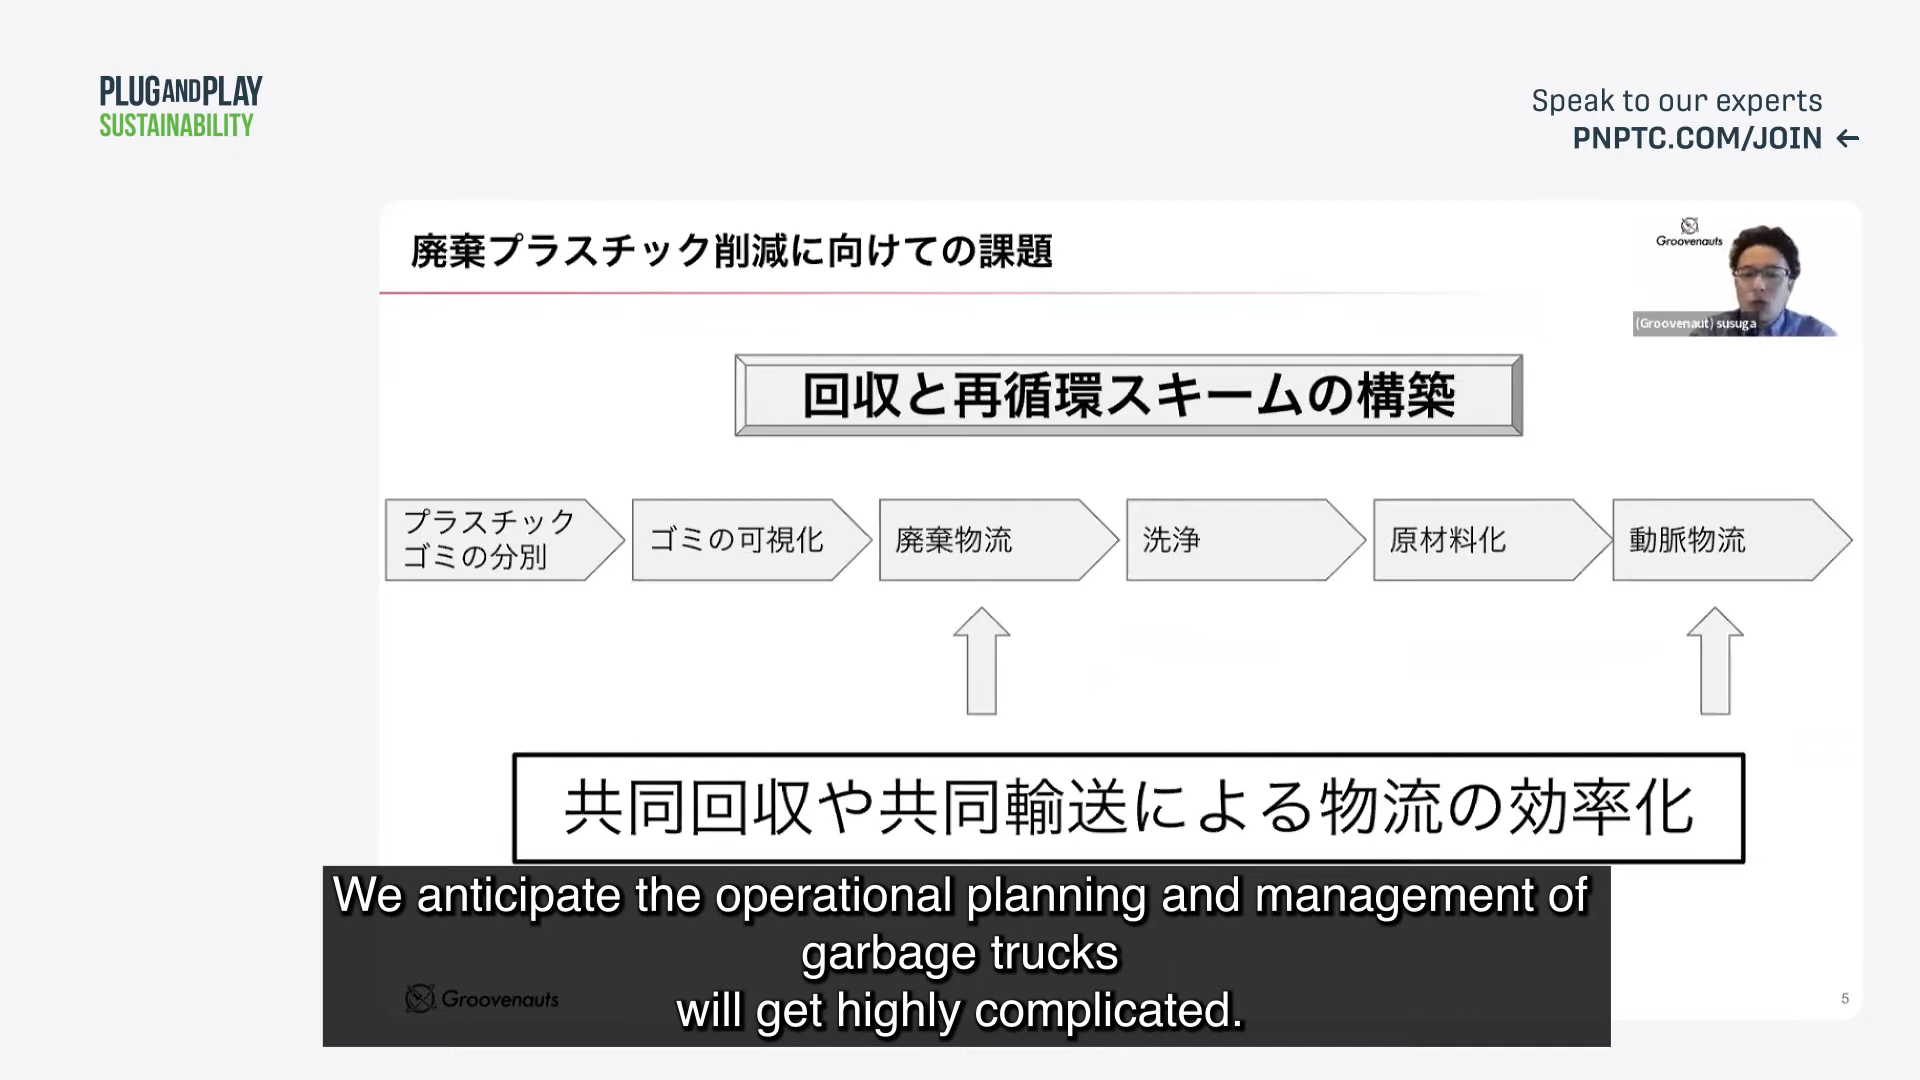 PLUGANDPLAY
SUSTAINABILITY
Speak to our experts
PNPTC.COM/JOIN ←
廃棄プラスチック削減に向けての課題
Groovenauts
(Groovenaut) susuga
回収と再循環スキームの構築
プラスチック
ゴミの分別
ゴミの可視化
廃棄物流
洗浄
原材料化
動脈物流
共同回収や共同輸送による物流の効率化
We anticipate the operational planning and management of
garbage trucks
will get highly complicated.
Groovenauts
5